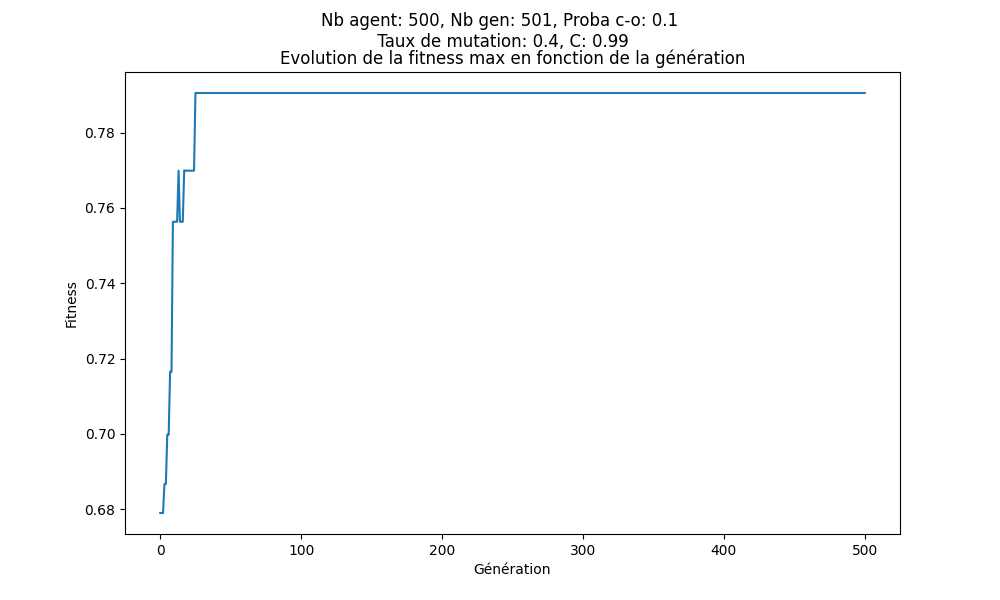 Nb agent: 500, Nb gen: 501, Proba c-o: 0.1
Taux de mutation: 0.4, C: 0.99
Evolution de la fitness max en fonction de la génération
0.78
0.76
0.74
0.72
0.70
0.68
Fitness
0 100 200 300 400 500
Génération